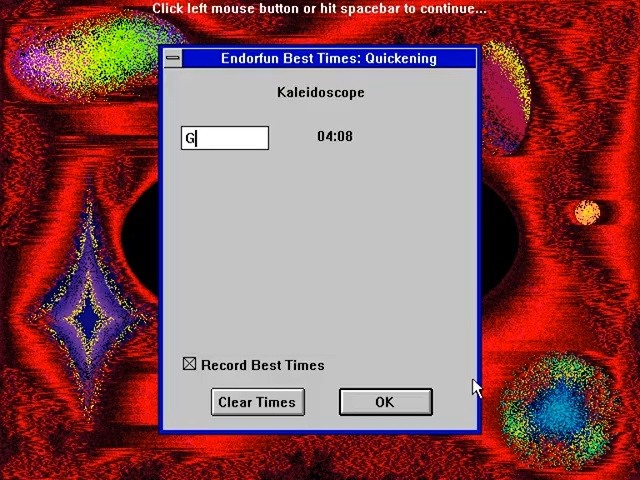 Click left mouse button or hit spacebar to continue...
Endorfun Best Times: Quickening
Kaleidoscope
G 04:08
Record Best Times
Clear Times OK